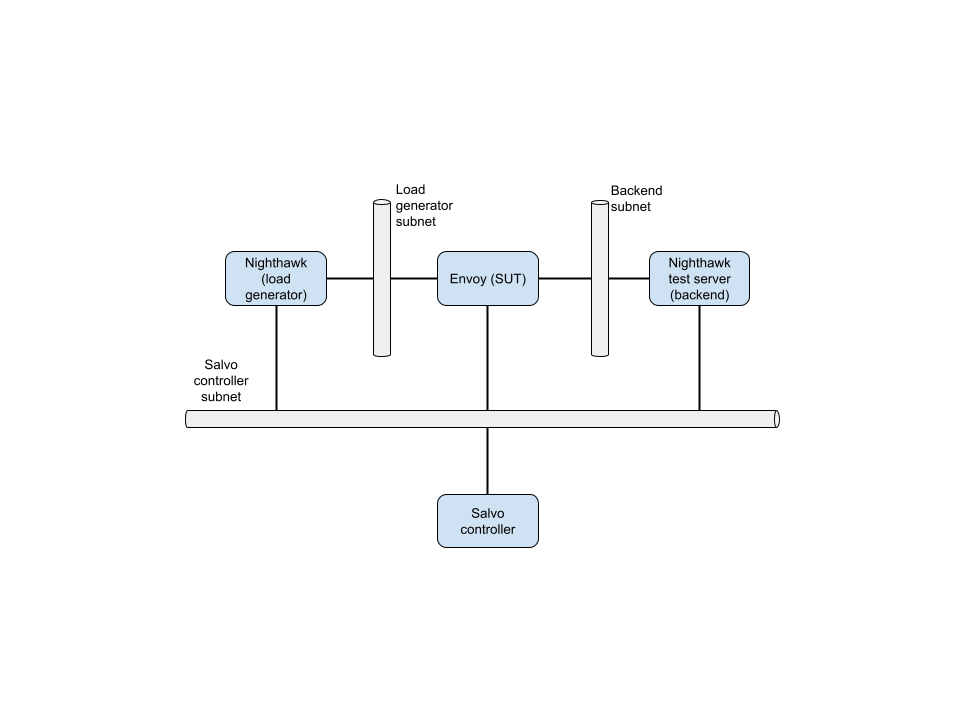 Load
generator
subnet
Backend
subnet
Nighthawk
(load
generator)
Envoy (SUT)
Nighthawk
test server
(backend)
Salvo
controller
subnet
Salvo
controller